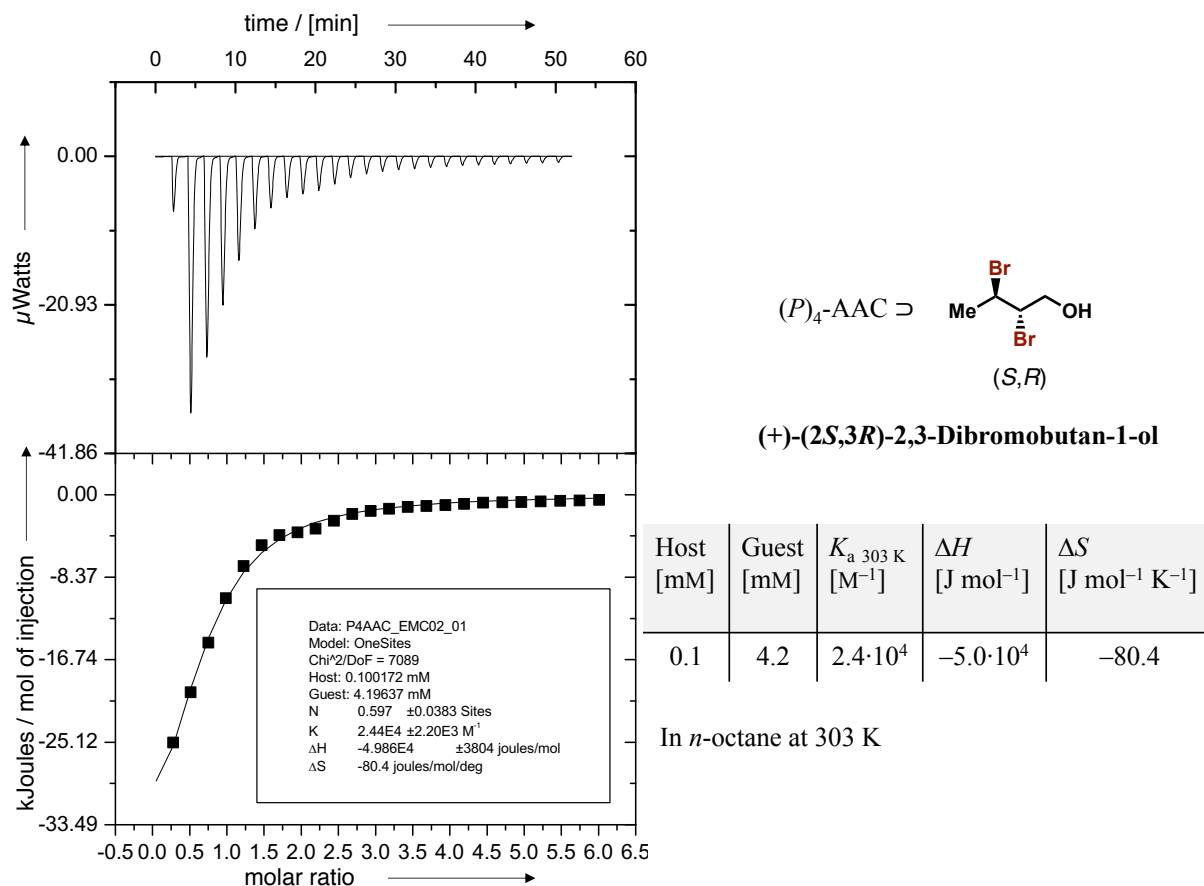 time / [min]
0 10 20 30 40 50 60
0.00
-20.93
-41.86
µWatts
0.00
-8.37
-16.74
-25.12
-33.49
kJoules / mol of injection
Data: P4AAC_EMC02_01
Model: OneSites
Chi^2/DoF = 7089
Host: 0.100172 mM
Guest: 4.19637 mM
N 0.597 ±0.0383 Sites
K 2.44E4 ±2.20E3 M⁻¹
ΔH -4.986E4 ±3804 joules/mol
ΔS -80.4 joules/mol/deg
-0.5 0.0 0.5 1.0 1.5 2.0 2.5 3.0 3.5 4.0 4.5 5.0 5.5 6.0 6.5
molar ratio
(P)₄-AAC ⊃
Br
Me
OH
Br
(S,R)
(+)-(2S,3R)-2,3-Dibromobutan-1-ol
Host [mM] Guest [mM] Kₐ ₃₀₃ K [M⁻¹] ΔH [J mol⁻¹] ΔS [J mol⁻¹ K⁻¹]
0.1 4.2 2.4·10⁴ −5.0·10⁴ −80.4
In n-octane at 303 K